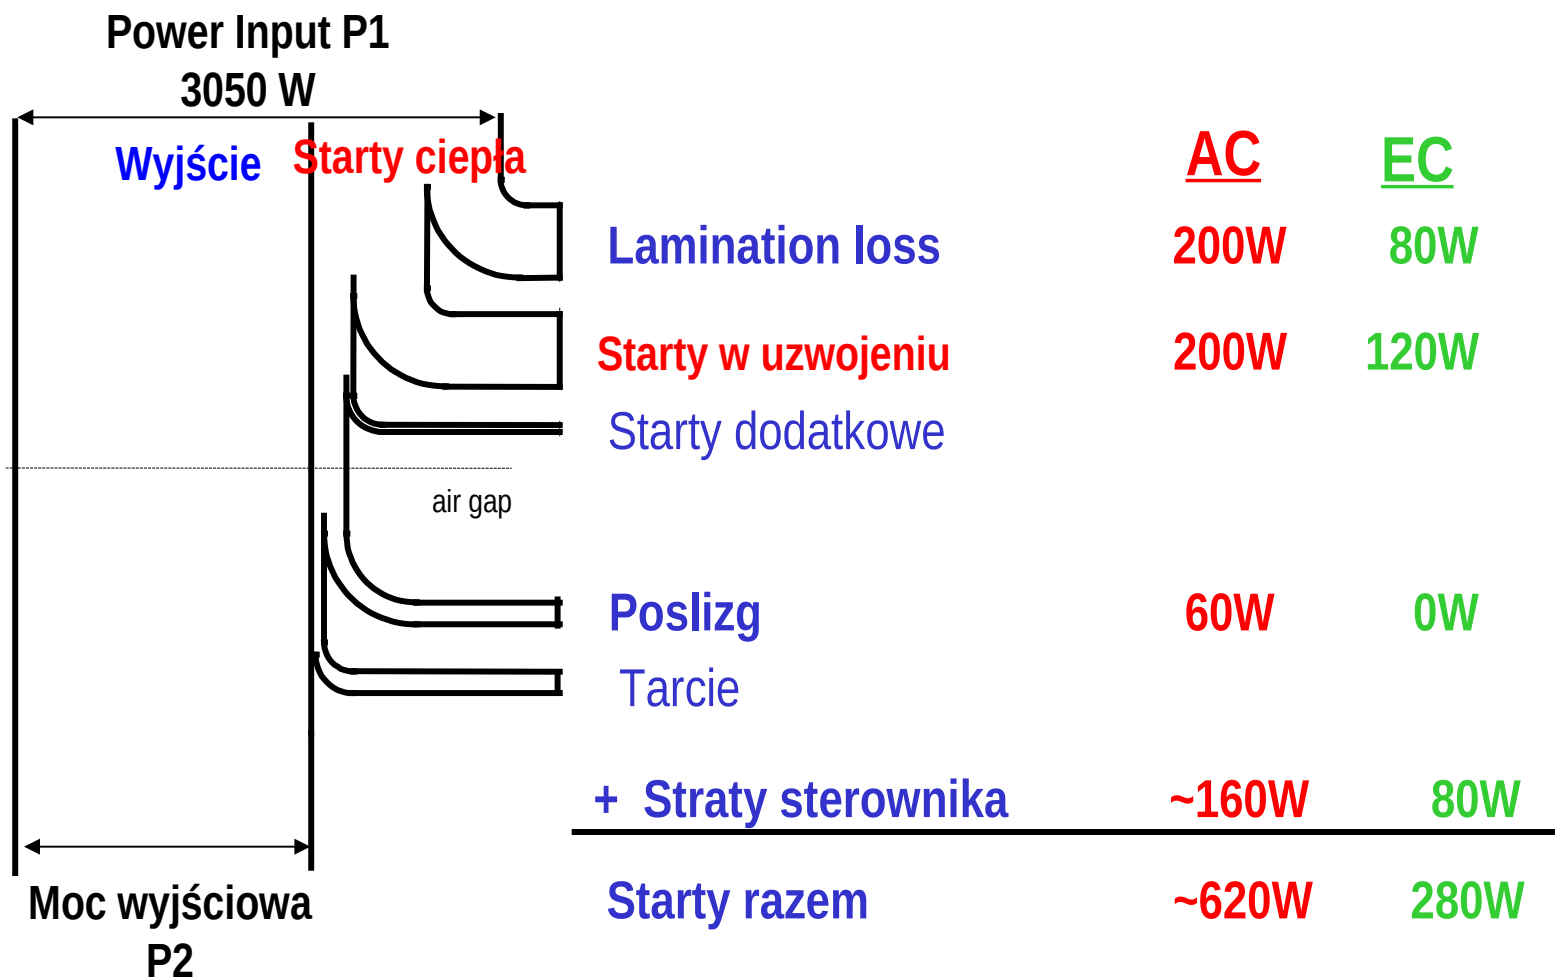 Power Input P1
3050 W
Wyjście Starty ciepła AC EC
Lamination loss 200W 80W
Starty w uzwojeniu 200W 120W
Starty dodatkowe
air gap
Poslizg 60W 0W
Tarcie
+ Straty sterownika ~160W 80W
Moc wyjściowa Starty razem ~620W 280W
P2